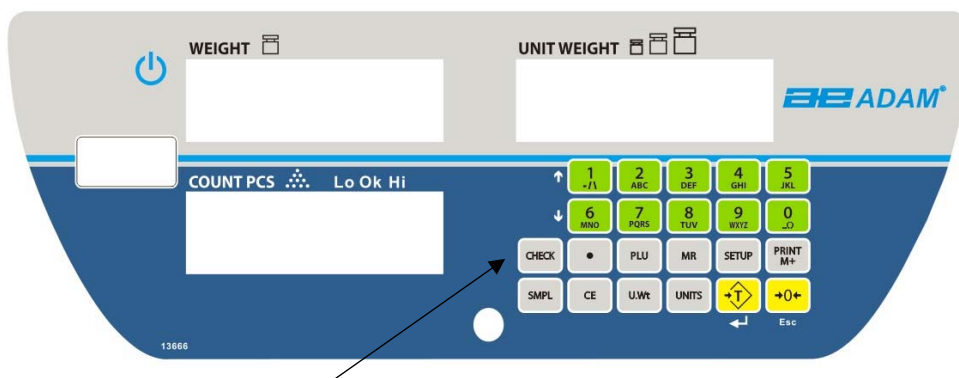 WEIGHT
UNIT WEIGHT
ae ADAM®
COUNT PCS Lo Ok Hi
↑ 1 2 3 4 5
-/\ ABC DEF GHI JKL
↓ 6 7 8 9 0
MNO PQRS TUV WXYZ _Ω
CHECK • PLU MR SETUP PRINT M+
SMPL CE U.Wt UNITS →T← →0←
↵ Esc
13666